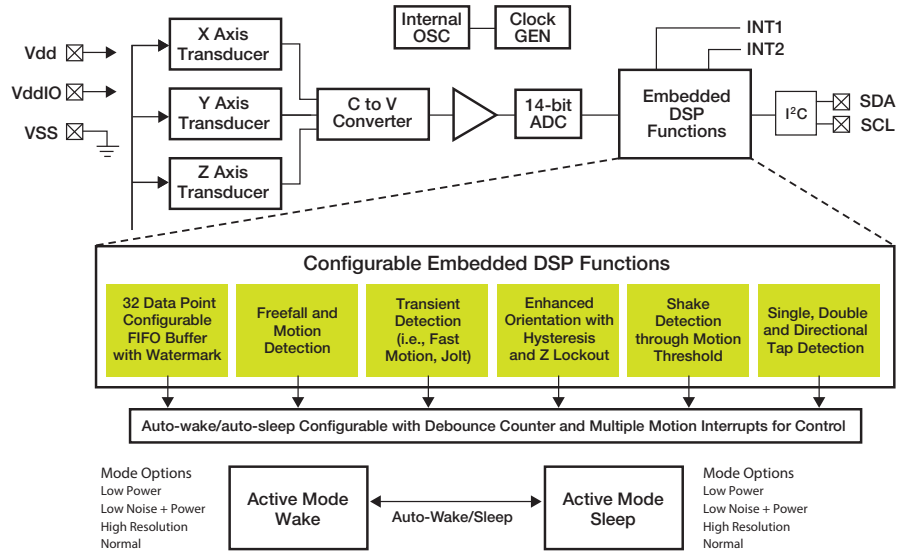 Vdd
VddIO
VSS
X Axis
Transducer
Y Axis
Transducer
Z Axis
Transducer
C to V
Converter
Internal
OSC
Clock
GEN
14-bit
ADC
Embedded
DSP
Functions
INT1
INT2
I²C
SDA
SCL
Configurable Embedded DSP Functions
32 Data Point
Configurable
FIFO Buffer
with Watermark
Freefall and
Motion
Detection
Transient
Detection
(i.e., Fast
Motion, Jolt)
Enhanced
Orientation with
Hysteresis
and Z Lockout
Shake
Detection
through Motion
Threshold
Single, Double
and Directional
Tap Detection
Auto-wake/auto-sleep Configurable with Debounce Counter and Multiple Motion Interrupts for Control
Mode Options
Low Power
Low Noise + Power
High Resolution
Normal
Active Mode
Wake
Auto-Wake/Sleep
Active Mode
Sleep
Mode Options
Low Power
Low Noise + Power
High Resolution
Normal